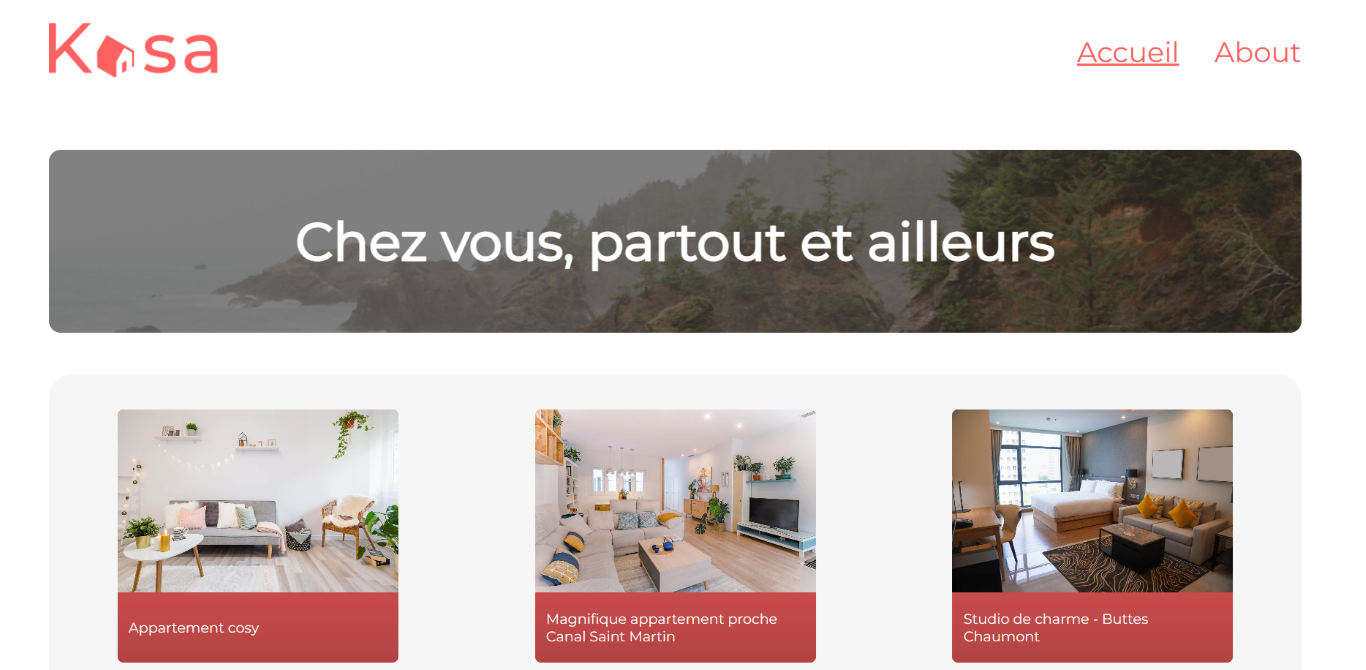 Kasa
Accueil About
Chez vous, partout et ailleurs
Appartement cosy
Magnifique appartement proche
Canal Saint Martin
Studio de charme - Buttes
Chaumont